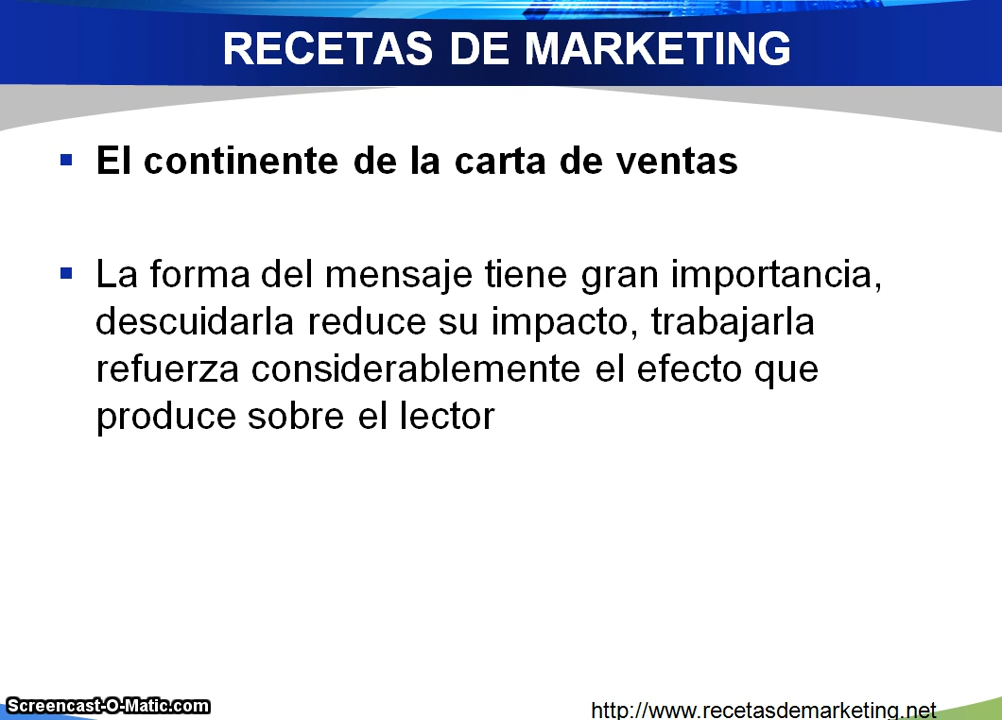 RECETAS DE MARKETING
El continente de la carta de ventas
La forma del mensaje tiene gran importancia,
descuidarla reduce su impacto, trabajarla
refuerza considerablemente el efecto que
produce sobre el lector
Screencast-O-Matic.com
http://www.recetasdemarketing.net